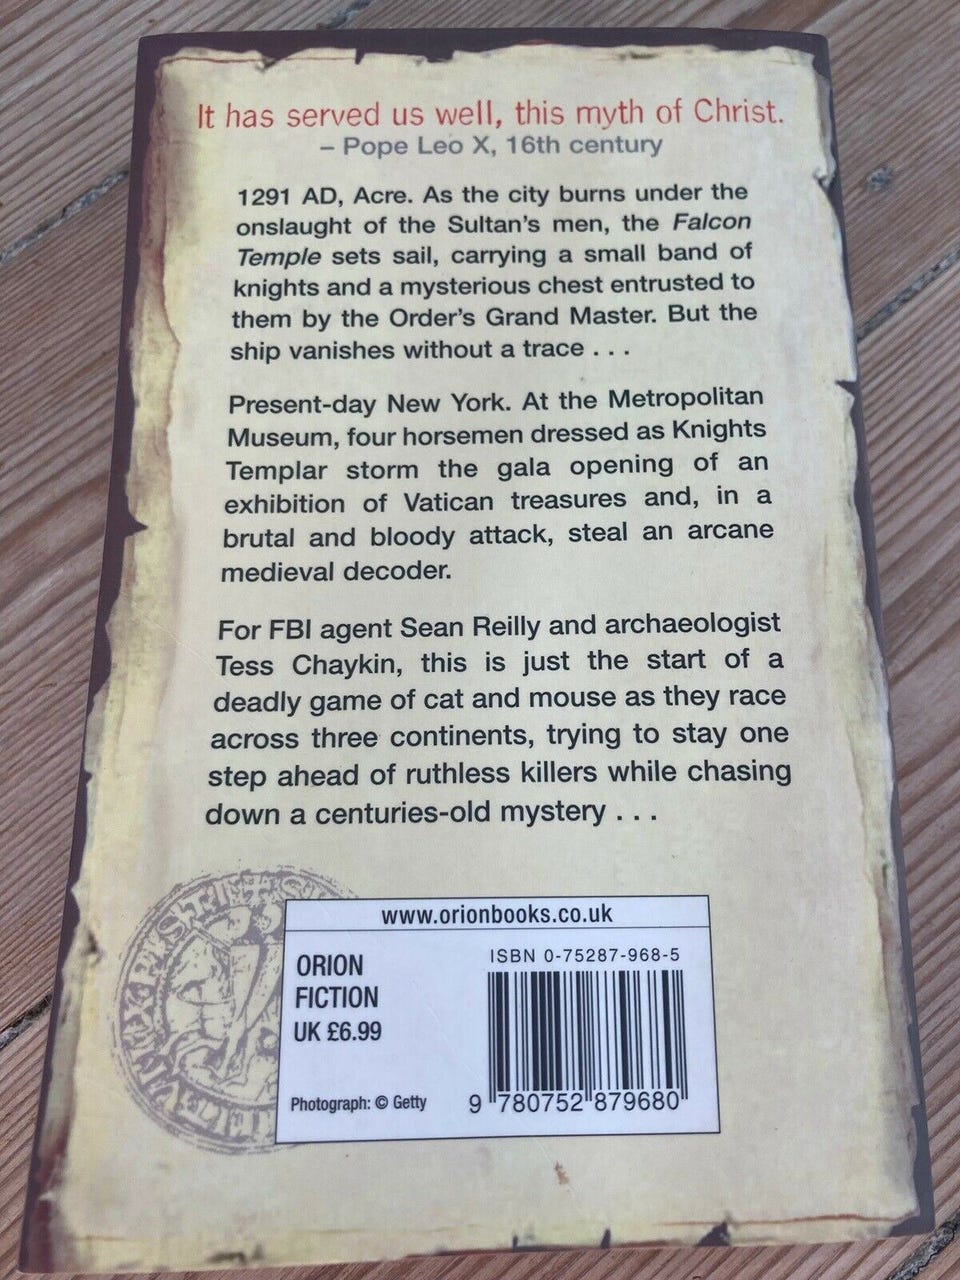 It has served us well, this myth of Christ.
– Pope Leo X, 16th century
1291 AD, Acre. As the city burns under the
onslaught of the Sultan's men, the Falcon
Temple sets sail, carrying a small band of
knights and a mysterious chest entrusted to
them by the Order's Grand Master. But the
ship vanishes without a trace . . .
Present-day New York. At the Metropolitan
Museum, four horsemen dressed as Knights
Templar storm the gala opening of an
exhibition of Vatican treasures and, in a
brutal and bloody attack, steal an arcane
medieval decoder.
For FBI agent Sean Reilly and archaeologist
Tess Chaykin, this is just the start of a
deadly game of cat and mouse as they race
across three continents, trying to stay one
step ahead of ruthless killers while chasing
down a centuries-old mystery . . .
www.orionbooks.co.uk
ORION
FICTION
UK £6.99
Photograph: © Getty
ISBN 0-75287-968-5
9 780752 879680